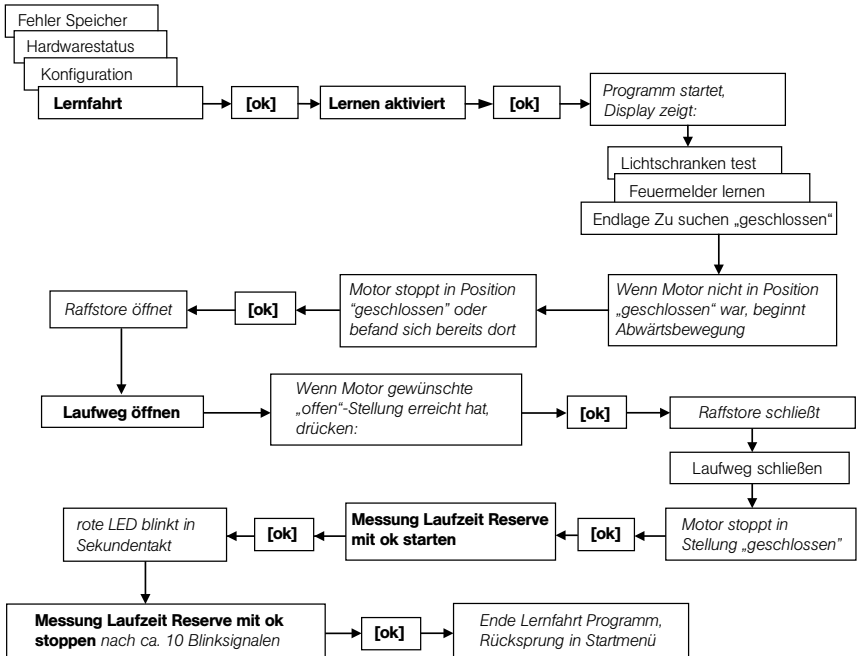 Fehler Speicher
Hardwarestatus
Konfiguration
Lernfahrt
[ok]
Lernen aktiviert
[ok]
Programm startet,
Display zeigt:
Lichtschranken test
Feuermelder lernen
Endlage Zu suchen „geschlossen“
Wenn Motor nicht in Position
„geschlossen“ war, beginnt
Abwärtsbewegung
Motor stoppt in Position
“geschlossen” oder
befand sich bereits dort
[ok]
Raffstore öffnet
Laufweg öffnen
Wenn Motor gewünschte
„offen“-Stellung erreicht hat,
drücken:
[ok]
Raffstore schließt
Laufweg schließen
Motor stoppt in
Stellung „geschlossen”
[ok]
Messung Laufzeit Reserve
mit ok starten
[ok]
rote LED blinkt in
Sekundentakt
Messung Laufzeit Reserve mit ok
stoppen nach ca. 10 Blinksignalen
[ok]
Ende Lernfahrt Programm,
Rücksprung in Startmenü